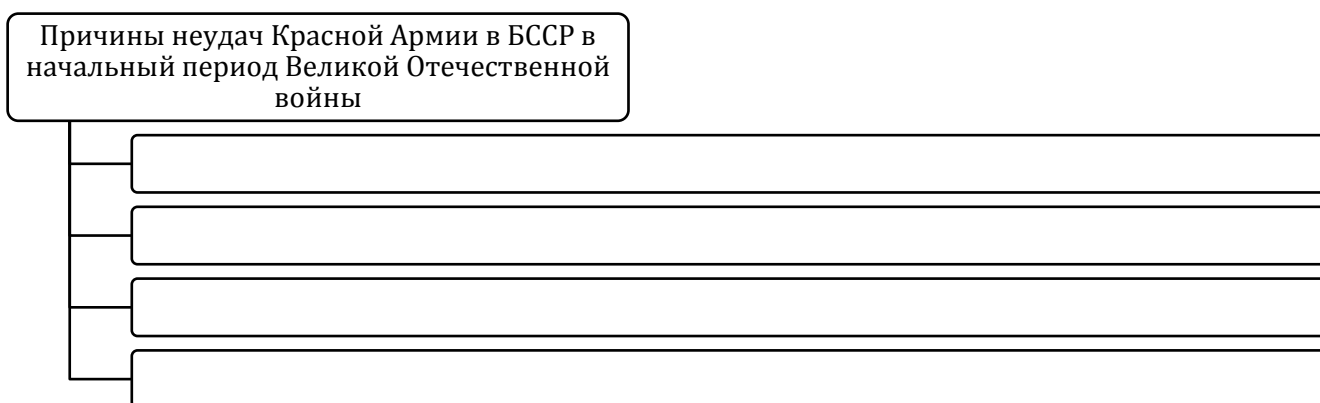 Причины неудач Красной Армии в БССР в
начальный период Великой Отечественной
войны